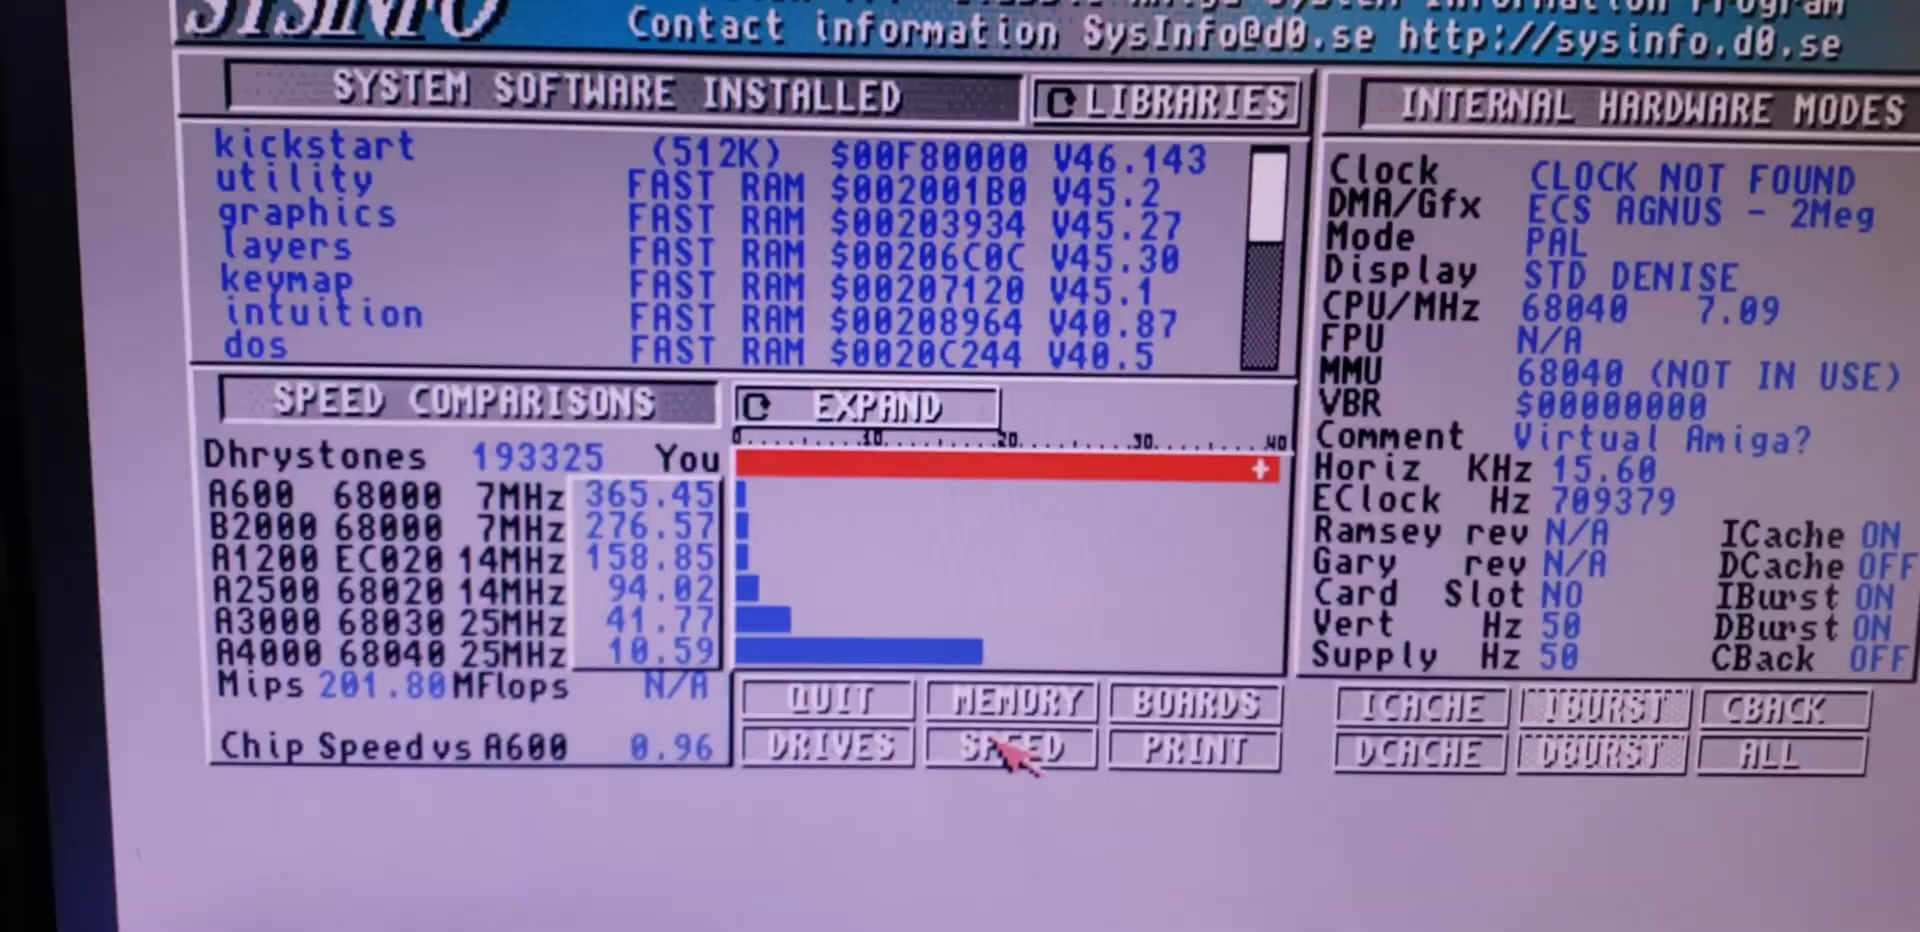 SYSINFO
Contact information SysInfo@d0.se http://sysinfo.d0.se
SYSTEM SOFTWARE INSTALLED LIBRARIES
kickstart (512K) $00F80000 V46.143
utility FAST RAM $002001B0 V45.2
graphics FAST RAM $00203934 V45.27
layers FAST RAM $00206C0C V45.30
keymap FAST RAM $00207120 V45.1
intuition FAST RAM $00208964 V40.87
dos FAST RAM $0020C244 V40.5
INTERNAL HARDWARE MODES
Clock CLOCK NOT FOUND
DMA/Gfx ECS AGNUS - 2Meg
Mode PAL
Display STD DENISE
CPU/MHz 68040 7.09
FPU N/A
MMU 68040 (NOT IN USE)
VBR $00000000
Comment Virtual Amiga?
Horiz KHz 15.60
EClock Hz 709379
Ramsey rev N/A ICache ON
Gary rev N/A DCache OFF
Card Slot NO IBurst ON
Vert Hz 50 DBurst ON
Supply Hz 50 CBack OFF
SPEED COMPARISONS EXPAND
0.........10.........20.........30.........40
Dhrystones 193325 You
A600 68000 7MHz 365.45
B2000 68000 7MHz 276.57
A1200 EC020 14MHz 158.85
A2500 68020 14MHz 94.02
A3000 68030 25MHz 41.77
A4000 68040 25MHz 10.59
Mips 201.80 MFlops N/A
Chip Speed vs A600 0.96
QUIT MEMORY BOARDS
DRIVES SPEED PRINT
ICACHE IBURST CBACK
DCACHE DBURST ALL